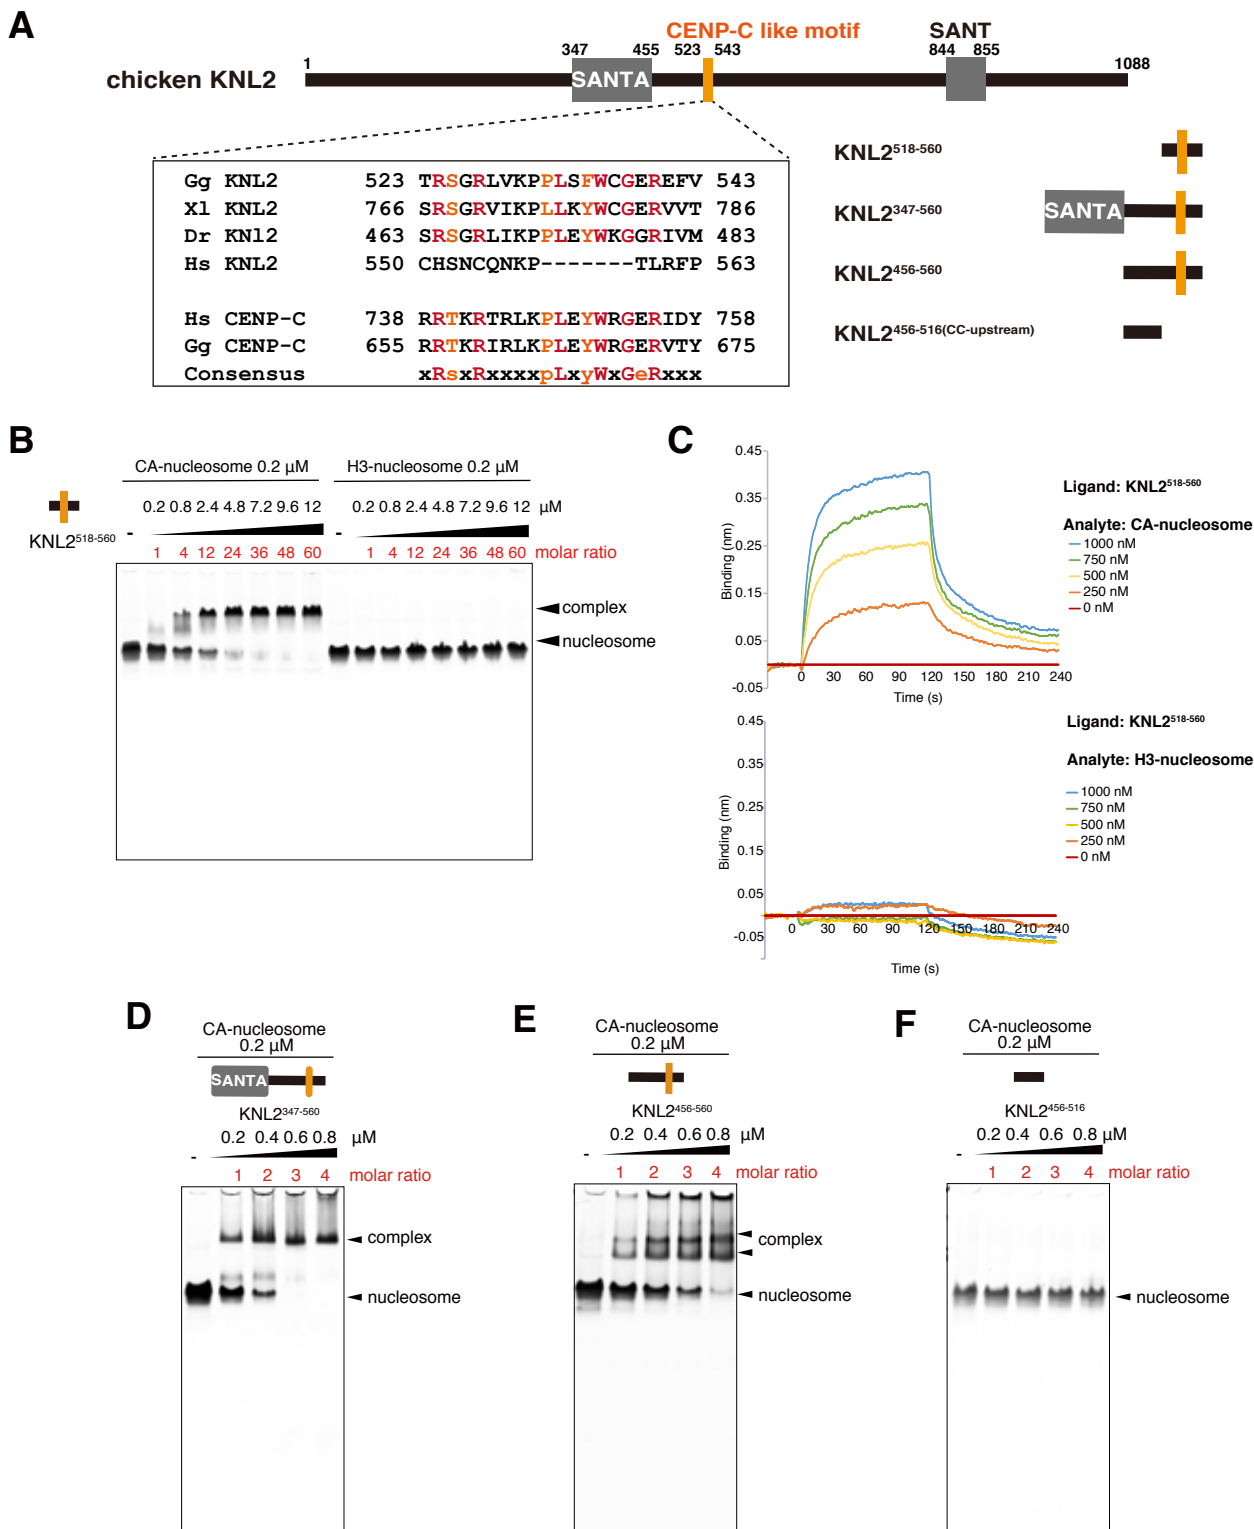 A
CENP-C like motif
SANT
1
347
455
523
543
844
855
1088
chicken KNL2
SANTA
Gg KNL2 523 TRSGRLVKPPLSFWCGEREFV 543
Xl KNL2 766 SRSGRVIKPLLKYWCGERVVT 786
Dr KNl2 463 SRSGRLIKPPLEYWKGGRIVM 483
Hs KNL2 550 CHSNCQNKP-------TLRFP 563
Hs CENP-C 738 RRTKRTRLKPLEYWRGERIDY 758
Gg CENP-C 655 RRTKRIRLKPLEYWRGERVTY 675
Consensus xRsxRxxxxpLxyWxGeRxxx
KNL2518-560
KNL2347-560
SANTA
KNL2456-560
KNL2456-516(CC-upstream)
B
CA-nucleosome 0.2 μM
H3-nucleosome 0.2 μM
0.2 0.8 2.4 4.8 7.2 9.6 12
0.2 0.8 2.4 4.8 7.2 9.6 12 μM
KNL2518-560
-
-
1 4 12 24 36 48 60
1 4 12 24 36 48 60 molar ratio
complex
nucleosome
C
0.45
0.35
0.25
0.15
0.05
-0.05
Binding (nm)
0 30 60 90 120 150 180 210 240
Time (s)
Ligand: KNL2518-560
Analyte: CA-nucleosome
1000 nM
750 nM
500 nM
250 nM
0 nM
0.45
0.35
0.25
0.15
0.05
-0.05
Binding (nm)
0 30 60 90 120 150 180 210 240
Time (s)
Ligand: KNL2518-560
Analyte: H3-nucleosome
1000 nM
750 nM
500 nM
250 nM
0 nM
D
CA-nucleosome
0.2 μM
SANTA
KNL2347-560
0.2 0.4 0.6 0.8 μM
-
1 2 3 4 molar ratio
complex
nucleosome
E
CA-nucleosome
0.2 μM
KNL2456-560
0.2 0.4 0.6 0.8 μM
-
1 2 3 4 molar ratio
complex
nucleosome
F
CA-nucleosome
0.2 μM
KNL2456-516
0.2 0.4 0.6 0.8 μM
-
1 2 3 4 molar ratio
nucleosome